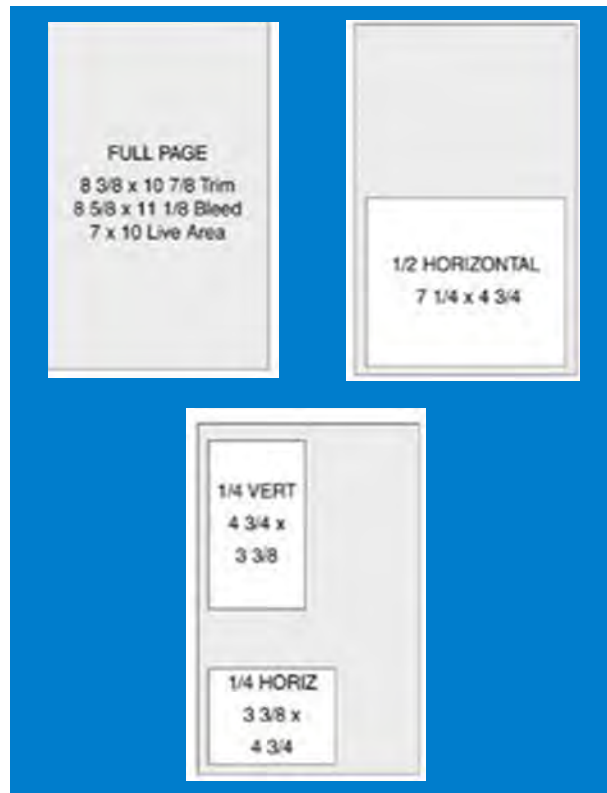 FULL PAGE
8 3/8 x 10 7/8 Trim
8 5/8 x 11 1/8 Bleed
7 x 10 Live Area
1/2 HORIZONTAL
7 1/4 x 4 3/4
1/4 VERT
4 3/4 x
3 3/8
1/4 HORIZ
3 3/8 x
4 3/4